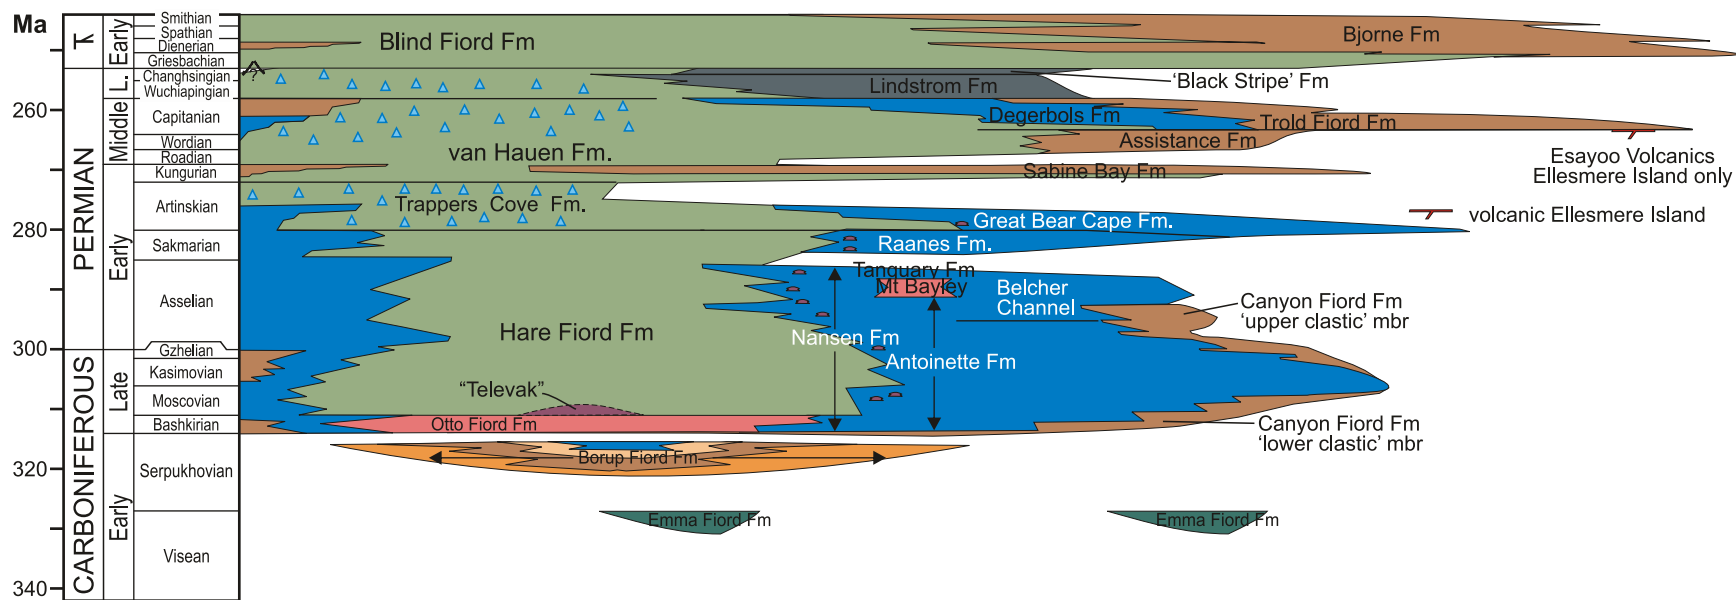 Ma
260
280
300
320
340
Ŧ
PERMIAN
CARBONIFEROUS
Early
L.
Middle
Early
Late
Early
Smithian
Spathian
Dienerian
Griesbachian
Changhsingian
Wuchiapingian
Capitanian
Wordian
Roadian
Kungurian
Artinskian
Sakmarian
Asselian
Gzhelian
Kasimovian
Moscovian
Bashkirian
Serpukhovian
Visean
?
Blind Fiord Fm
Bjorne Fm
Lindstrom Fm
‘Black Stripe’ Fm
Degerbols Fm
Trold Fiord Fm
Assistance Fm
van Hauen Fm.
Esayoo Volcanics
Ellesmere Island only
Sabine Bay Fm
Trappers Cove Fm.
Great Bear Cape Fm.
volcanic Ellesmere Island
Raanes Fm.
Tanquary Fm
Mt Bayley
Belcher
Channel
Canyon Fiord Fm
‘upper clastic’ mbr
Hare Fiord Fm
Nansen Fm
Antoinette Fm
“Televak”
Otto Fiord Fm
Canyon Fiord Fm
‘lower clastic’ mbr
Borup Fiord Fm
Emma Fiord Fm
Emma Fiord Fm